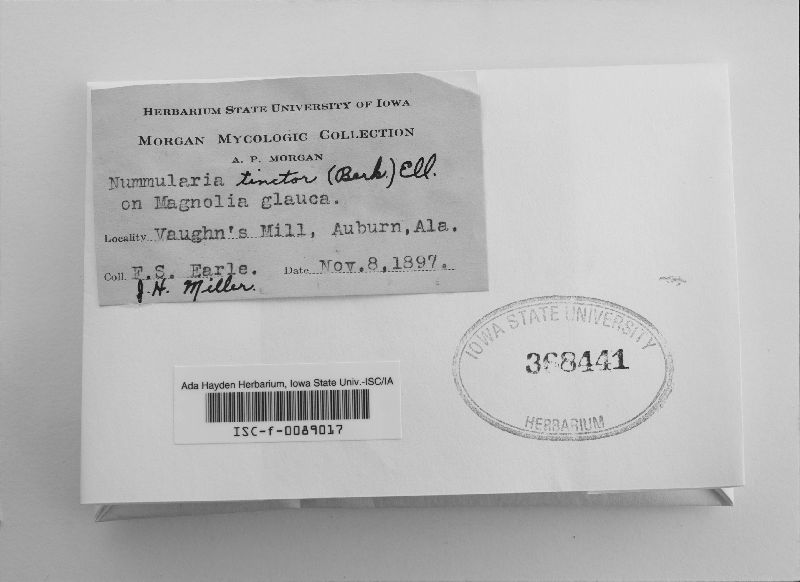 HERBARIUM STATE UNIVERSITY OF IOWA
MORGAN MYCOLOGIC COLLECTION
A. P. MORGAN
Nummularia tinctor (Berk.) Ell.
on Magnolia glauca.
Locality Vaughn's Mill, Auburn, Ala.
Coll. F.S. Earle. Date Nov.8,1897.
J.H. Miller.
IOWA STATE UNIVERSITY
398441
HERBARIUM
Ada Hayden Herbarium, Iowa State Univ.-ISC/IA
ISC-f-0089017